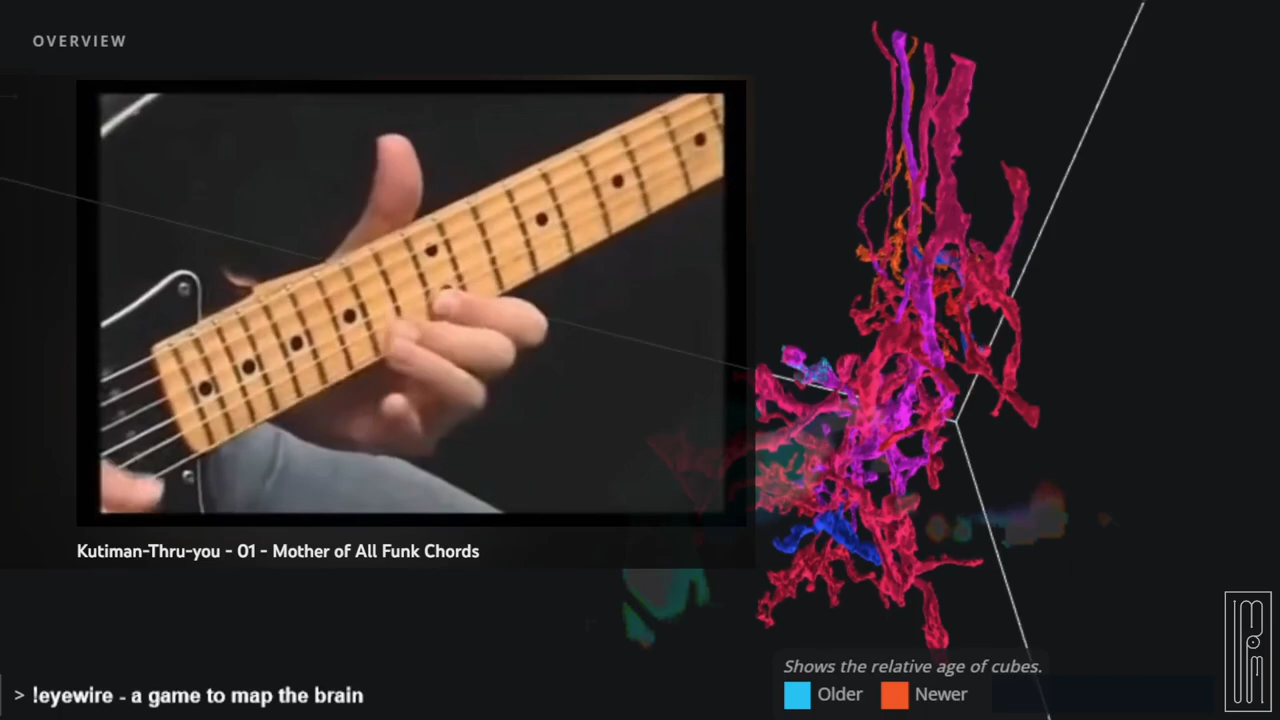 OVERVIEW
Kutiman-Thru-you - 01 - Mother of All Funk Chords
> !eyewire - a game to map the brain
Shows the relative age of cubes.
Older
Newer